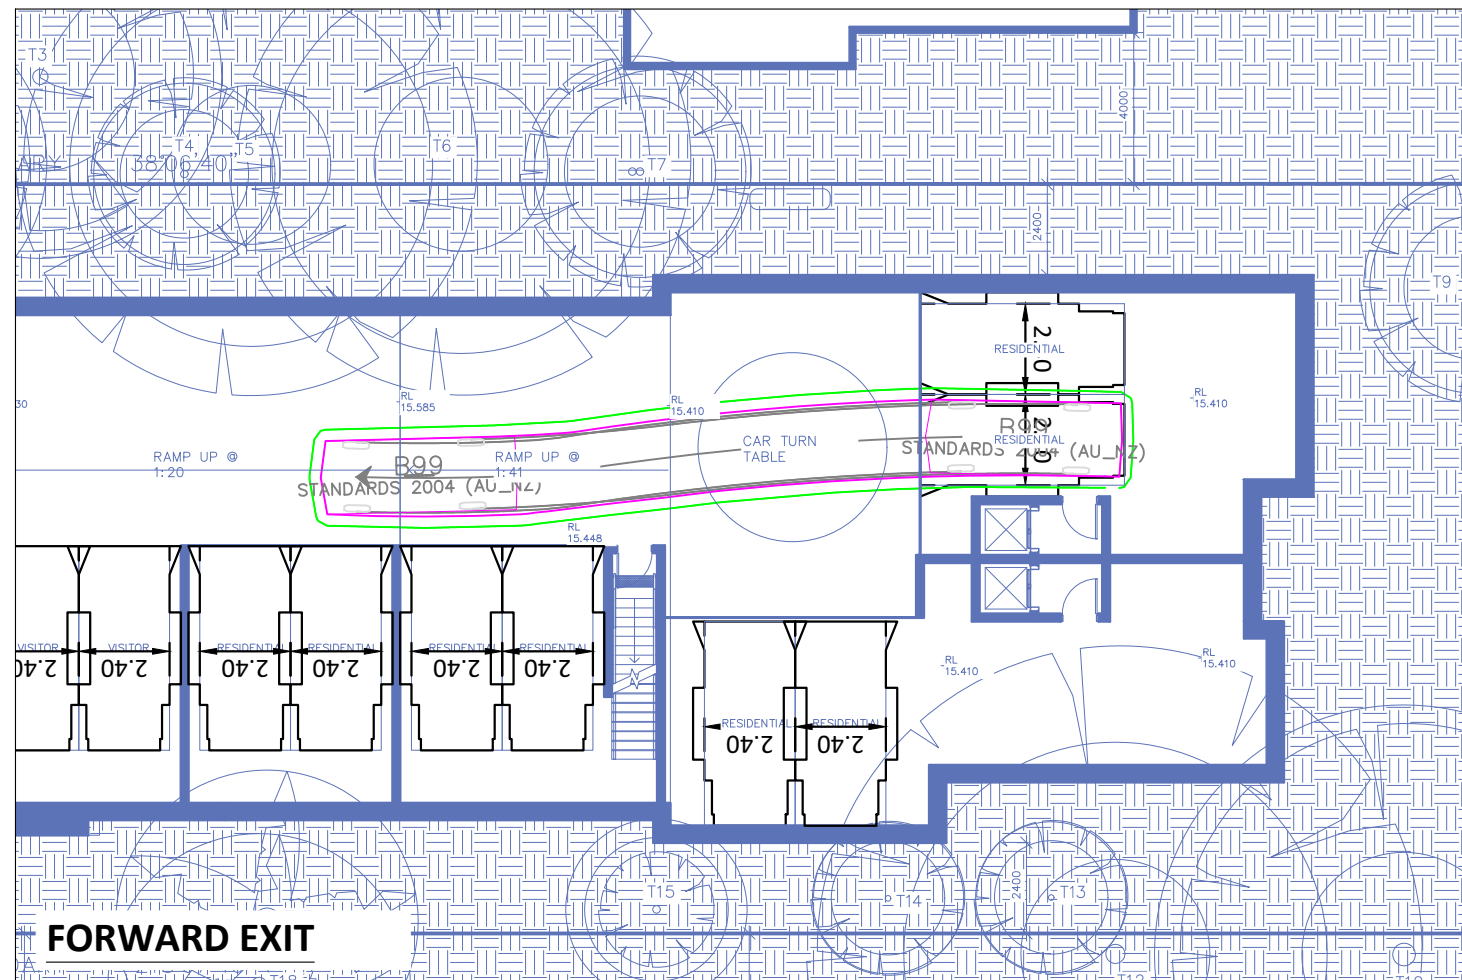 T3
T4
T5
T6
T7
38°06'40"
4000
2400
T9
RL
15.585
RL
15.410
RL
15.410
30
RAMP UP @
1:20
RAMP UP @
1:41
B99
STANDARDS 2004 (AU_NZ)
CAR TURN
TABLE
RESIDENTIAL
RESIDENTIAL
STANDARDS 2004 (AU_NZ)
RL
15.448
VISITOR
2.40
VISITOR
2.40
RESIDENTIAL
2.40
RESIDENTIAL
2.40
RESIDENTIAL
2.40
RESIDENTIAL
2.40
RL
15.410
RL
15.410
RESIDENTIAL
2.40
RESIDENTIAL
2.40
T15
T14
2400
T13
FORWARD EXIT
T12